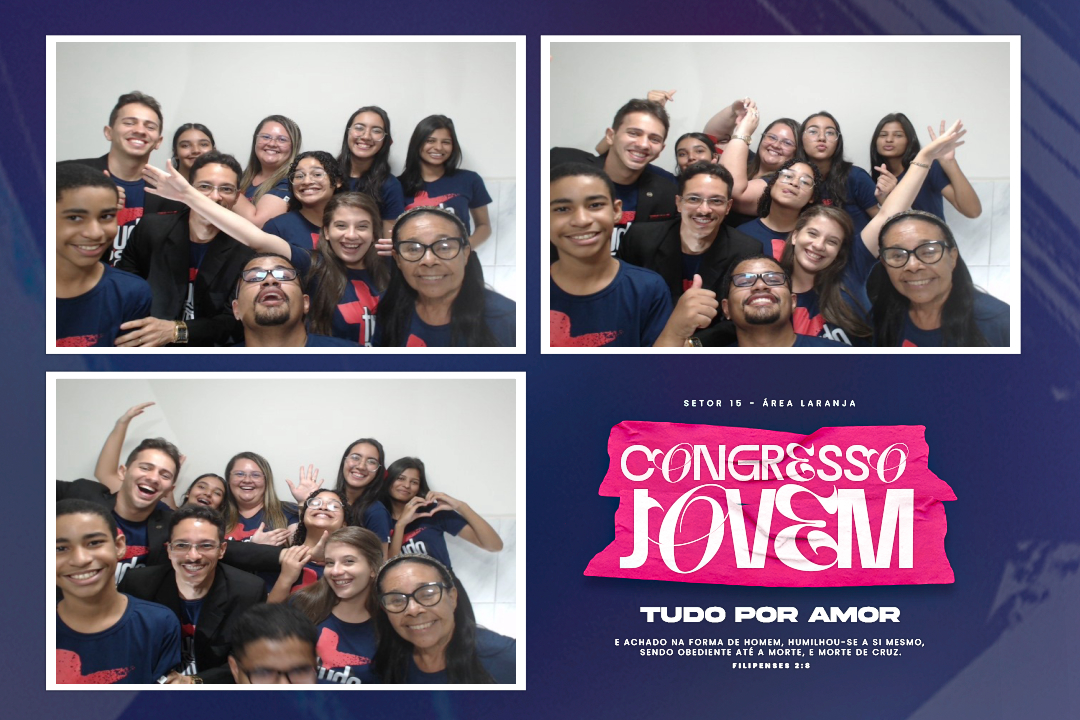 SETOR 15 - ÁREA LARANJA
CONGRESSO
JOVEM
TUDO POR AMOR
E ACHADO NA FORMA DE HOMEM, HUMILHOU-SE A SI MESMO,
SENDO OBEDIENTE ATÉ A MORTE, E MORTE DE CRUZ.
FILIPENSES 2:8